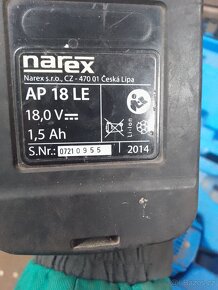 narex
Narex s.r.o., CZ - 470 01 Česká Lípa
AP 18 LE
18,0 V
1,5 Ah
Li-Ion
S.Nr.: 0721 0 9 5 5
2014